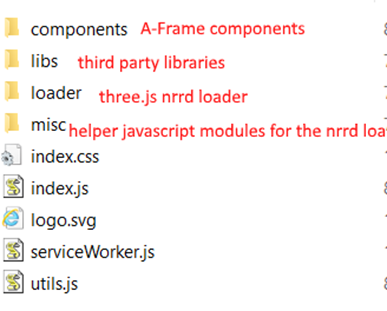 components A-Frame components
libs third party libraries
loader three.js nrrd loader
misc helper javascript modules for the nrrd loa
index.css
index.js
logo.svg
serviceWorker.js
utils.js